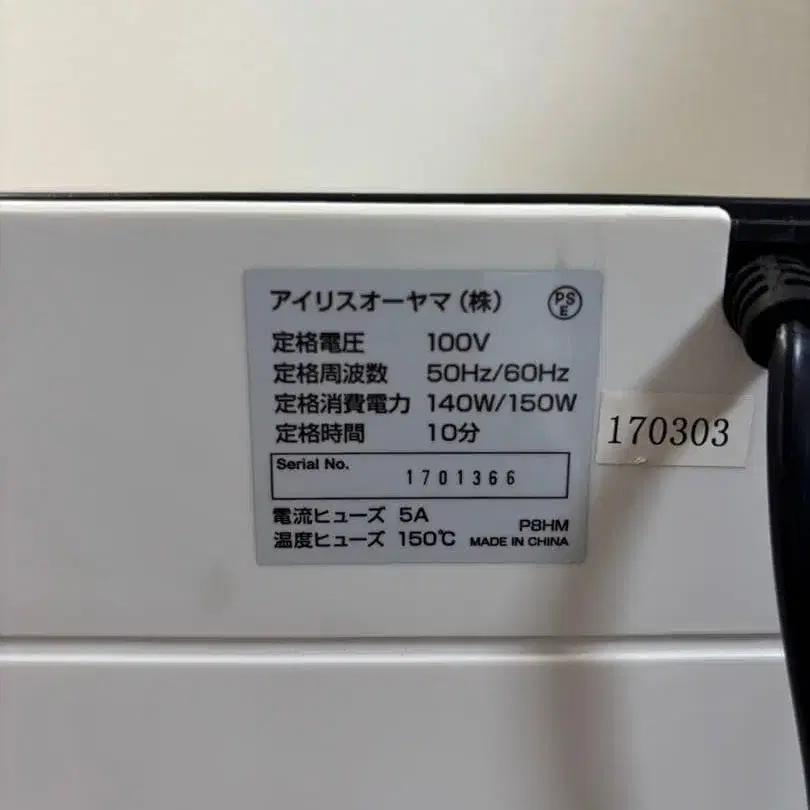 アイリスオーヤマ(株) PSE
定格電圧 100V
定格周波数 50Hz/60Hz
定格消費電力 140W/150W
定格時間 10分
170303
Serial No.
1701366
電流ヒューズ 5A
温度ヒューズ 150℃
P8HM
MADE IN CHINA